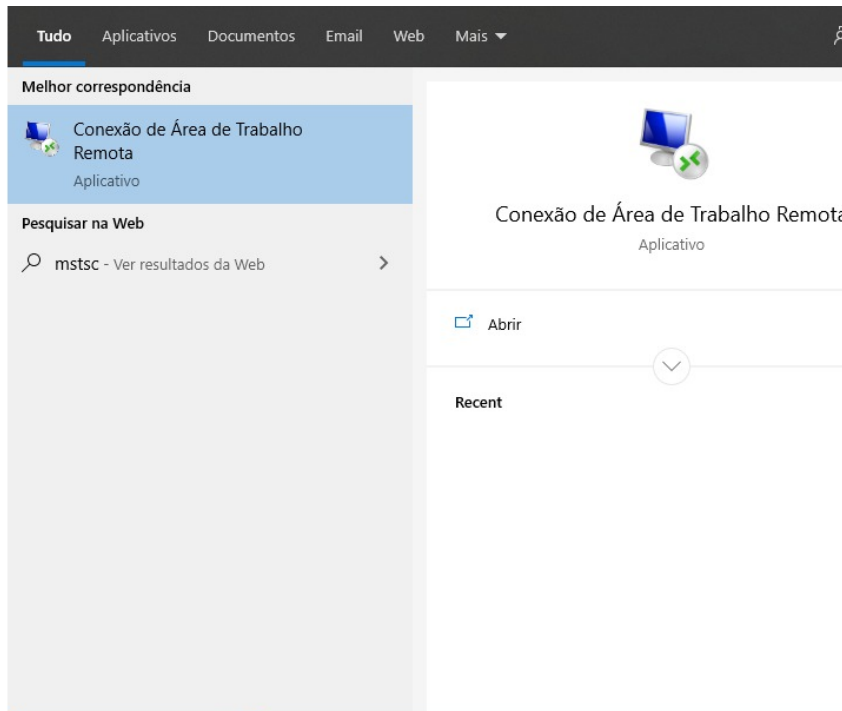 Tudo Aplicativos Documentos Email Web Mais
Melhor correspondência
Conexão de Área de Trabalho
Remota
Aplicativo
Pesquisar na Web
mstsc - Ver resultados da Web
Conexão de Área de Trabalho Remota
Aplicativo
Abrir
Recent